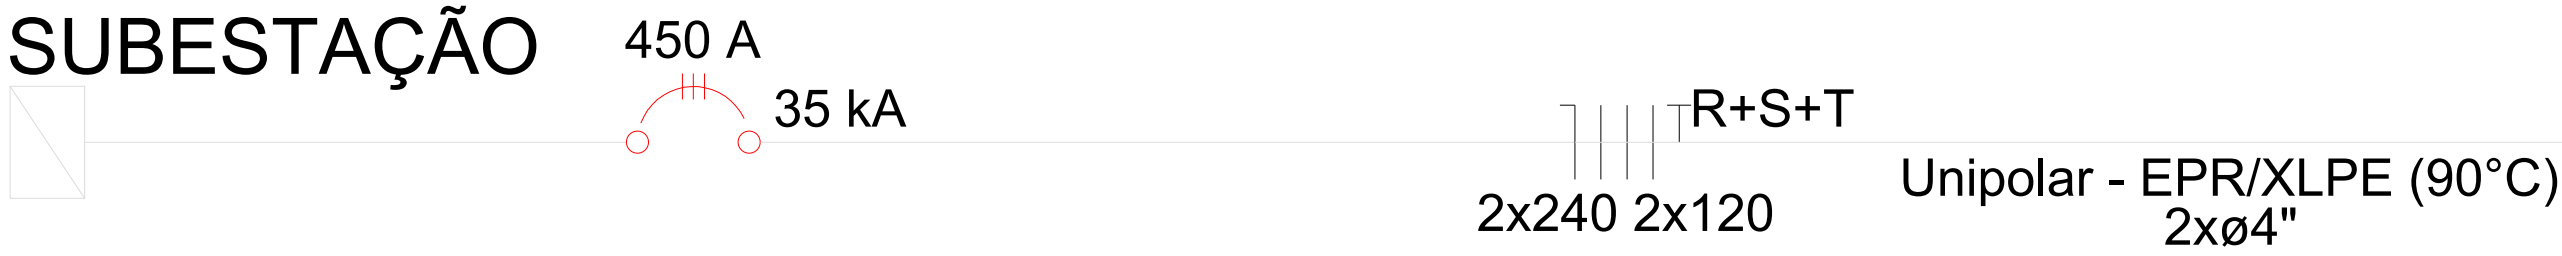 SUBESTAÇÃO
450 A
35 kA
R+S+T
2x240 2x120
Unipolar - EPR/XLPE (90°C)
2xø4"